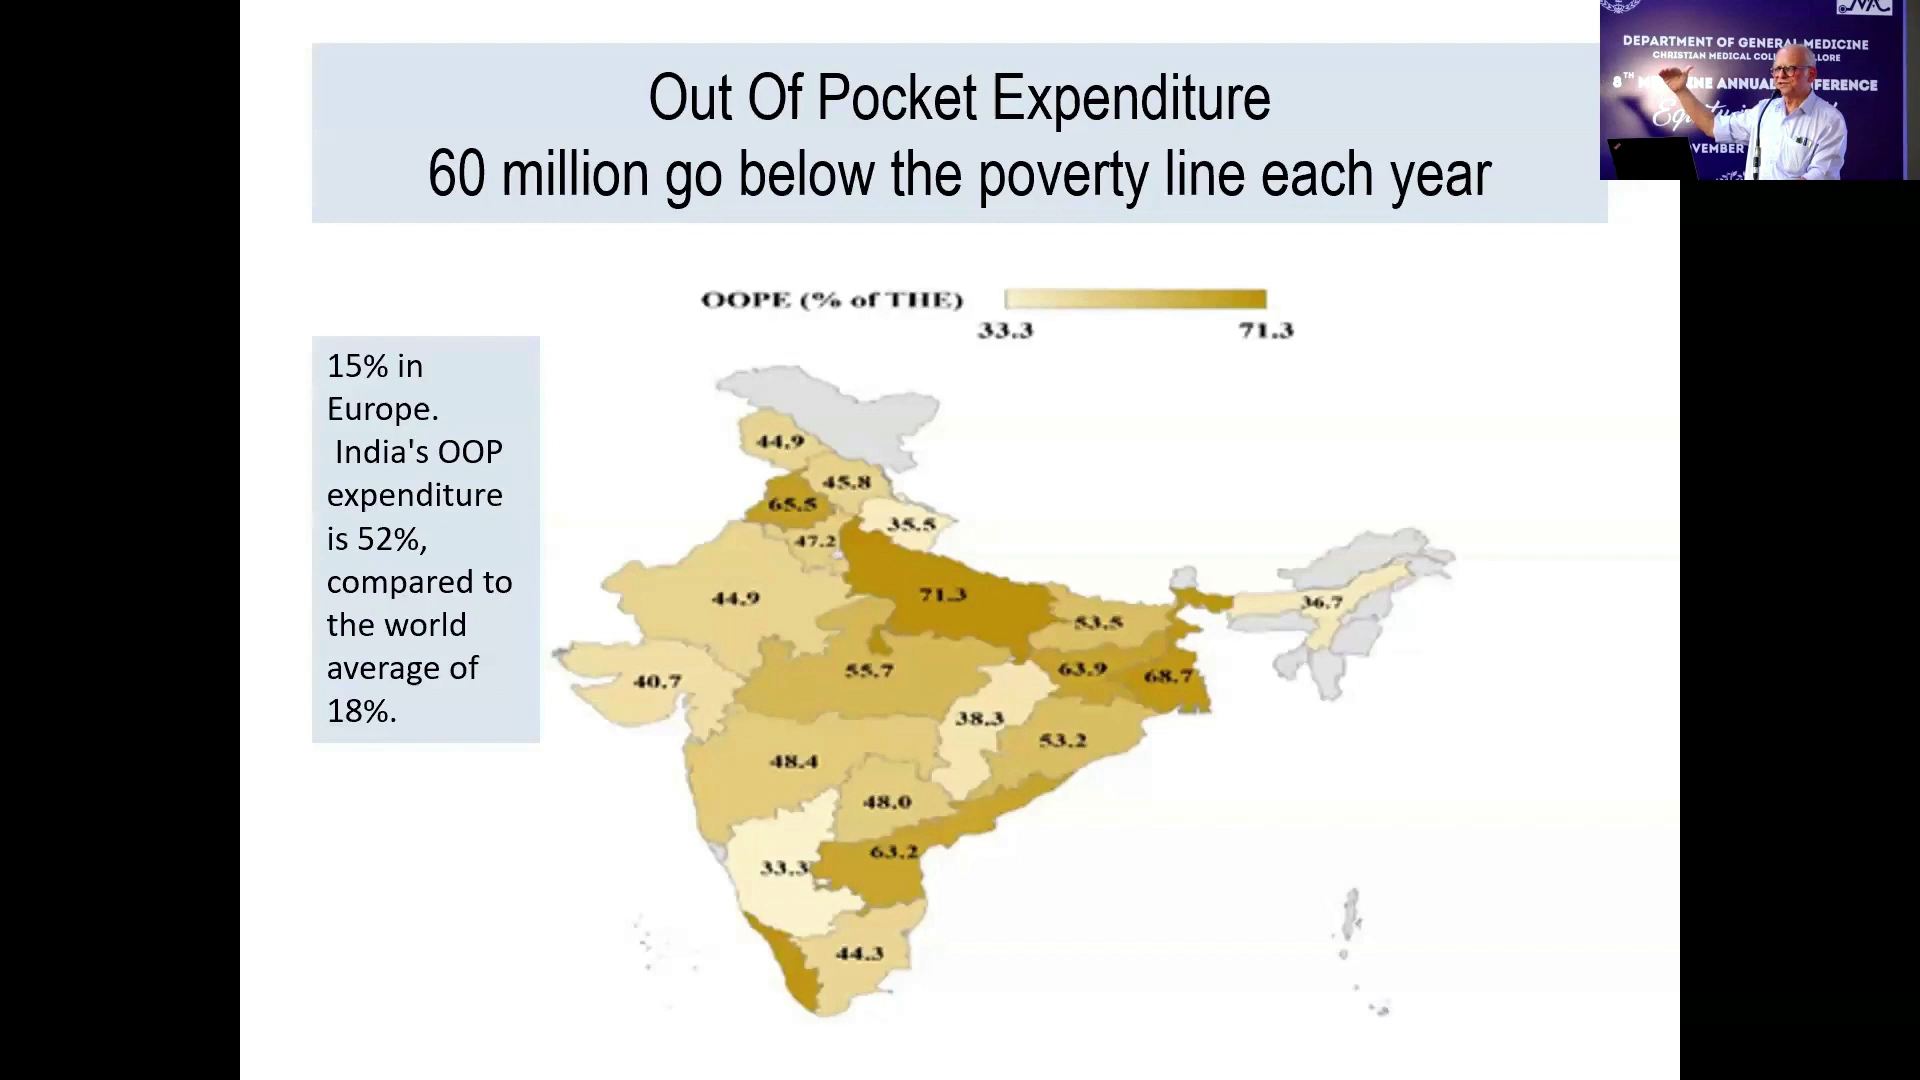 Out Of Pocket Expenditure
60 million go below the poverty line each year
DEPARTMENT OF GENERAL MEDICINE
CHRISTIAN MEDICAL
8TH ANNUAL
OOPE (% of THE)
33.3 71.3
15% in
Europe.
India's OOP
expenditure
is 52%,
compared to
the world
average of
18%.
44.9
45.8
65.5
35.5
47.2
71.3
44.9
36.7
53.5
55.7
63.9
68.7
40.7
38.3
53.2
48.4
48.0
63.2
33.3
44.3